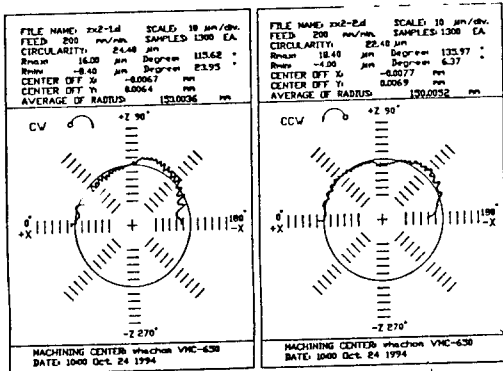 FILE NAME: zx2-1.d SCALE: 10 µm/div.
FEED: 200 mm/min. SAMPLES: 1300 EA.
CIRCULARITY: 24.40 µm
Rmax: 16.00 µm Degree: 115.62 °
Rmin: -8.40 µm Degree: 23.95 °
CENTER OFF X: -0.0067 mm
CENTER OFF Y: 0.0064 mm
AVERAGE OF RADIUS: 150.0036 mm
CW
+Z 90°
0°
+X
180°
-X
-Z 270°
MACHINING CENTER: whachon VMC-650
DATE: 10:00 Oct. 24 1994
FILE NAME: zx2-2.d SCALE: 10 µm/div.
FEED: 200 mm/min. SAMPLES: 1300 EA.
CIRCULARITY: 22.40 µm
Rmax: 18.40 µm Degree: 135.97 °
Rmin: -4.00 µm Degree: 6.37 °
CENTER OFF X: -0.0077 mm
CENTER OFF Y: 0.0069 mm
AVERAGE OF RADIUS: 150.0052 mm
CCW
+Z 90°
0°
+X
180°
-X
-Z 270°
MACHINING CENTER: whachon VMC-650
DATE: 10:00 Oct. 24 1994